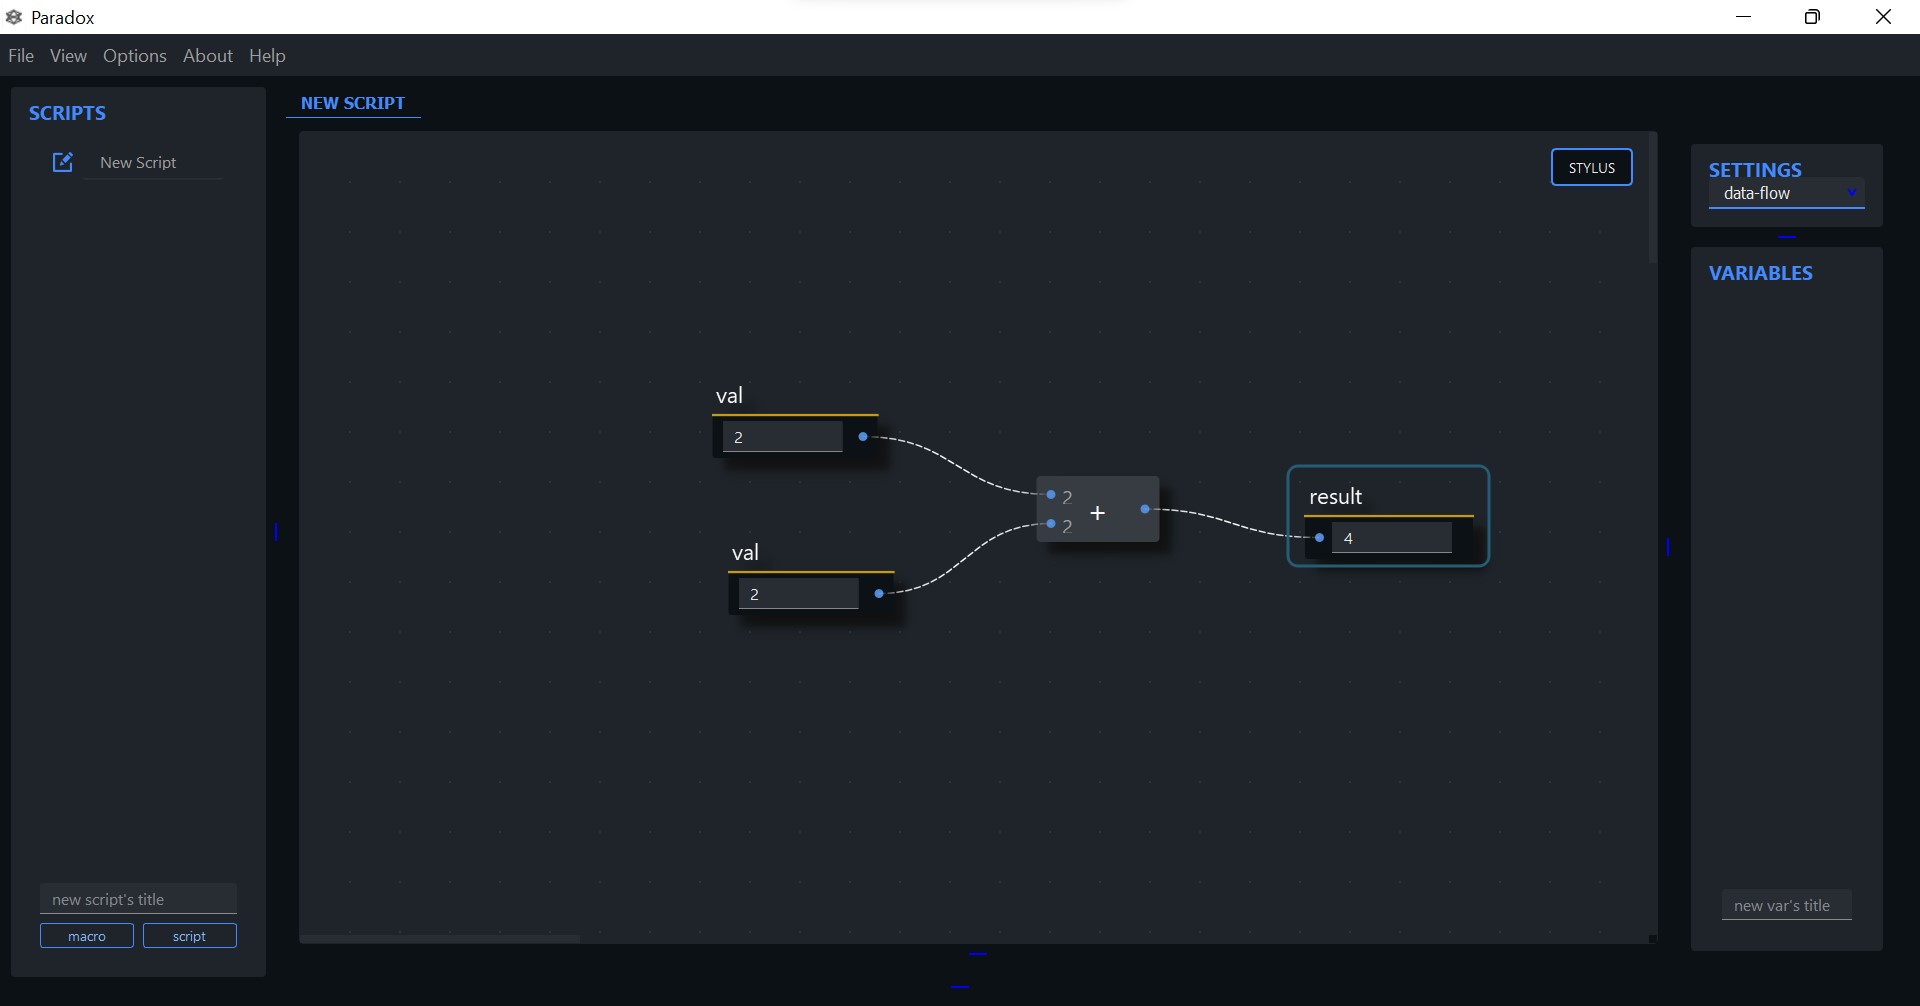 Paradox
File View Options About Help
SCRIPTS
New Script
new script's title
macro script
NEW SCRIPT
STYLUS
val
2
val
2
2
2
+
result
4
SETTINGS
data-flow
VARIABLES
new var's title